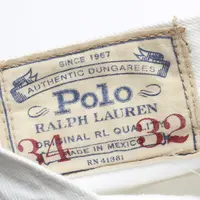 SINCE 1967
AUTHENTIC DUNGAREES
Polo
RALPH LAUREN
ORIGINAL RL QUALITY
34 32
MADE IN MEXICO
RN 41381